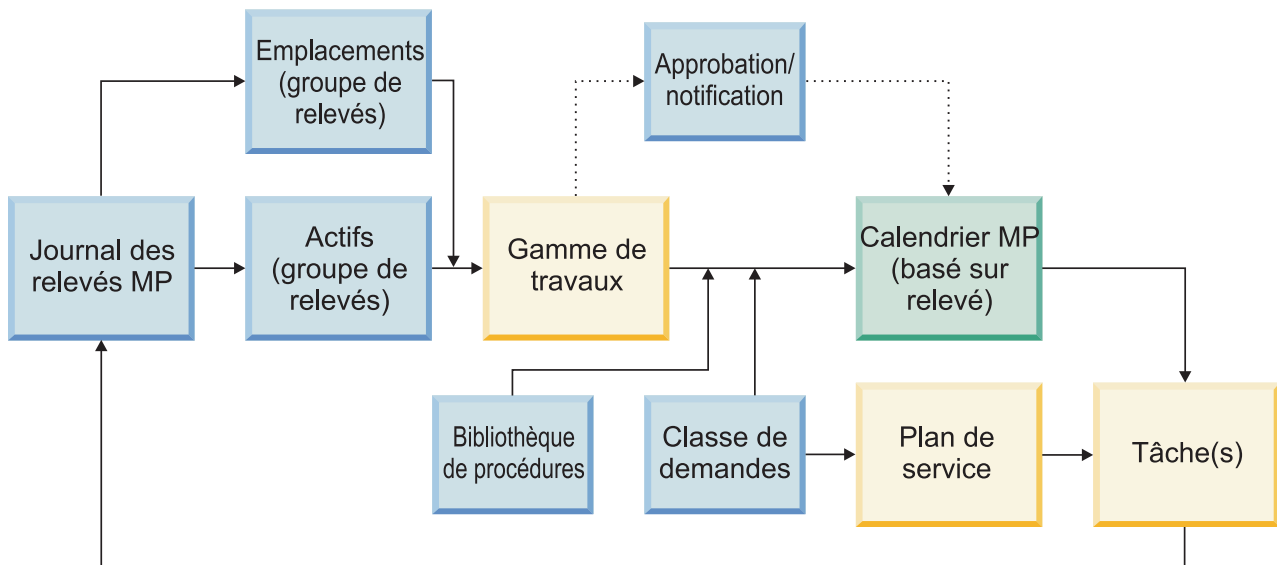 Emplacements
(groupe de
relevés)
Approbation/
notification
Journal des
relevés MP
Actifs
(groupe de
relevés)
Gamme de
travaux
Calendrier MP
(basé sur
relevé)
Bibliothèque
de procédures
Classe de
demandes
Plan de
service
Tâche(s)